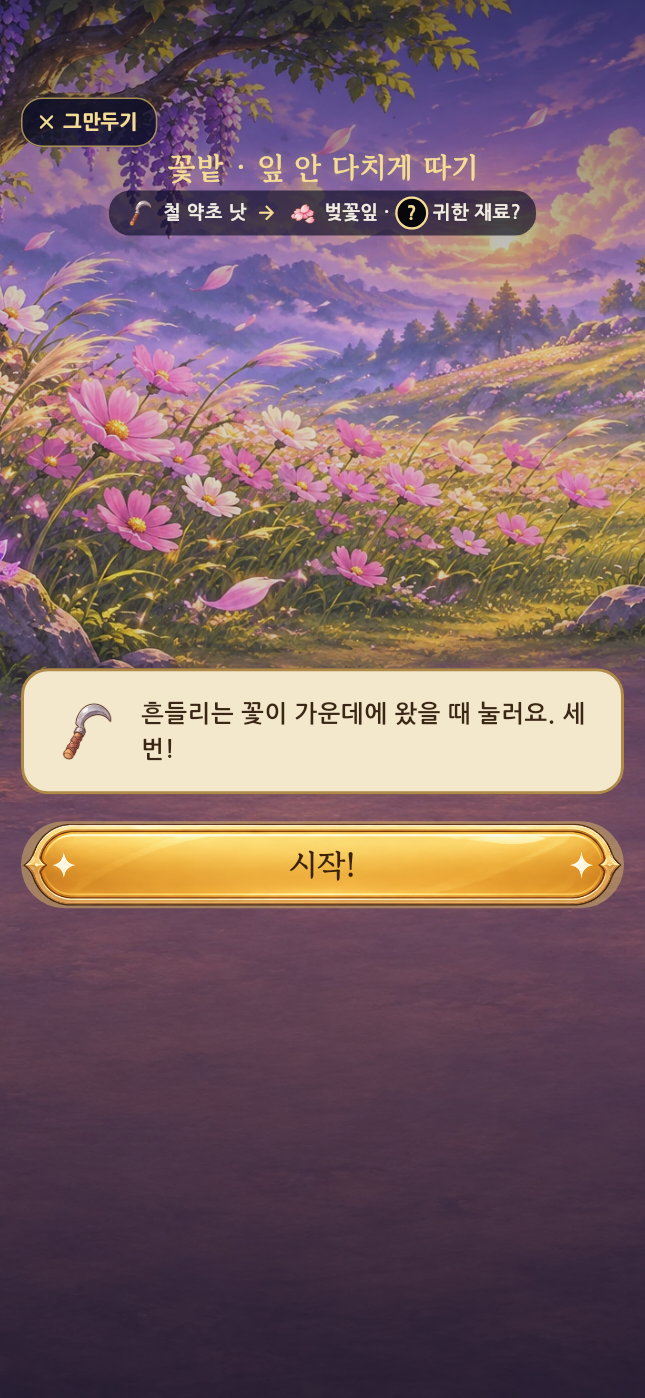 × 그만두기
꽃밭 · 잎 안 다치게 따기
철 약초 낫 → 벚꽃잎 · ? 귀한 재료?
흔들리는 꽃이 가운데에 왔을 때 눌러요. 세
번!
시작!